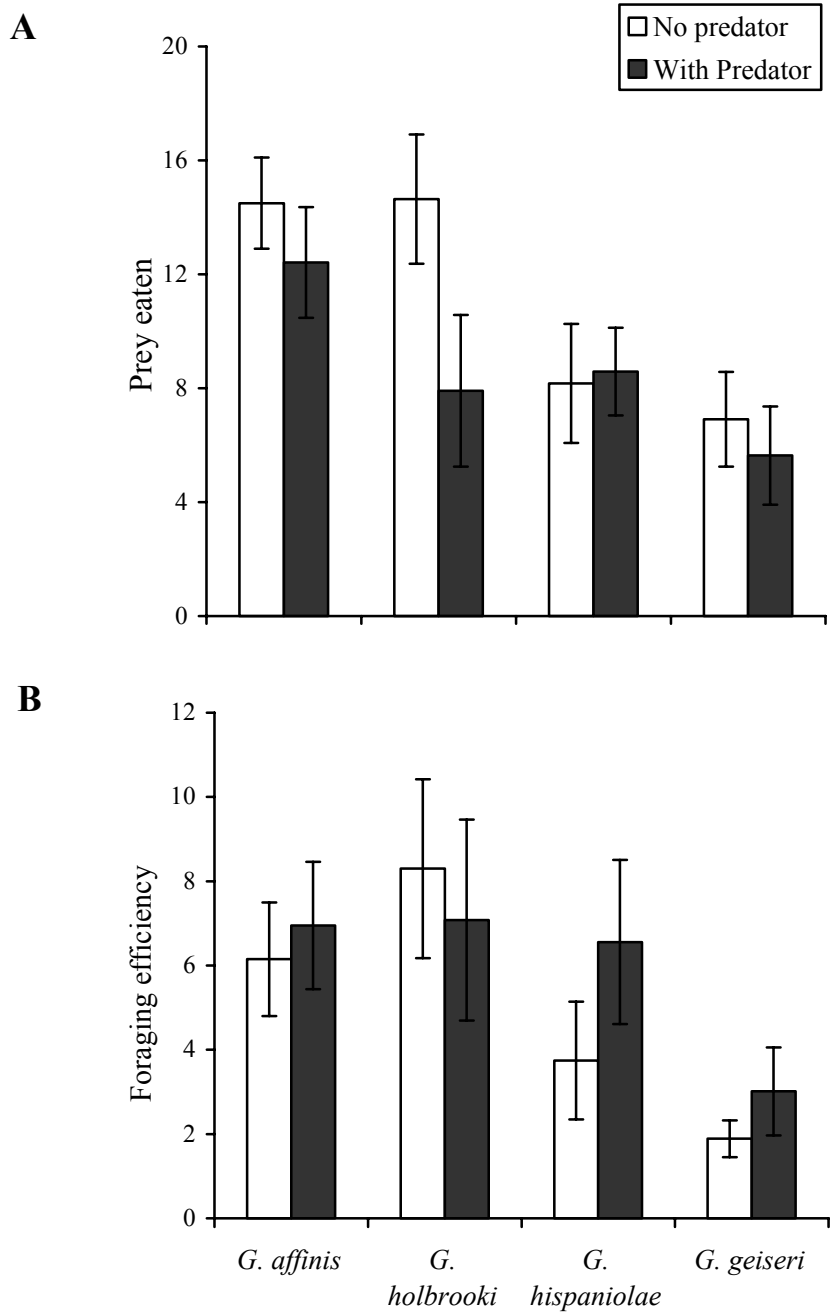 A
No predator
With Predator
20
16
12
8
4
0
Prey eaten
B
12
10
8
6
4
2
0
Foraging efficiency
G. affinis
G.
holbrooki
G.
hispaniolae
G. geiseri